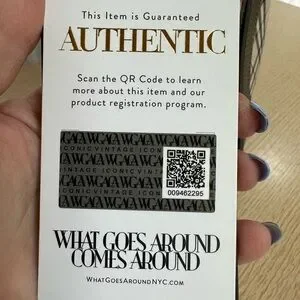 This Item is Guaranteed
AUTHENTIC
Scan the QR Code to learn
more about this item and our
product registration program.
009462295
WHAT GOES AROUND
COMES AROUND
WHATGOESAROUNDNYC.COM